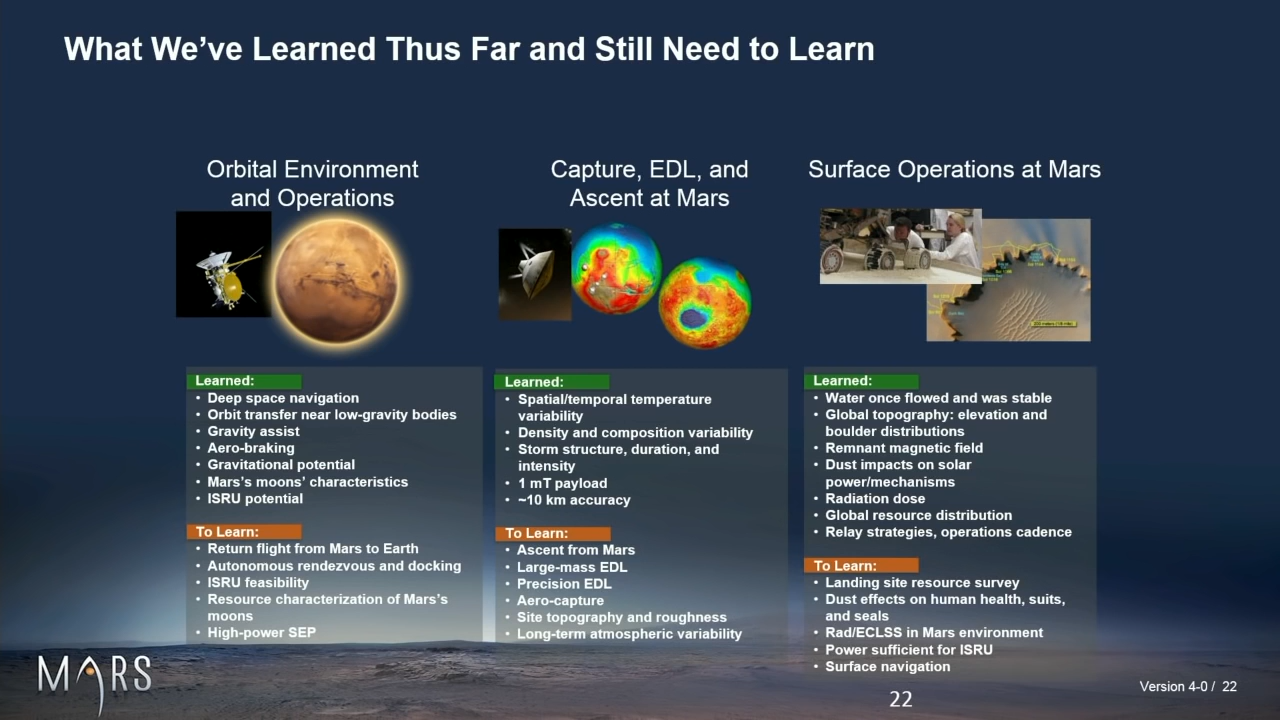 What We’ve Learned Thus Far and Still Need to Learn
Orbital Environment
and Operations
Capture, EDL, and
Ascent at Mars
Surface Operations at Mars
Learned:
• Deep space navigation
• Orbit transfer near low-gravity bodies
• Gravity assist
• Aero-braking
• Gravitational potential
• Mars’s moons’ characteristics
• ISRU potential
To Learn:
• Return flight from Mars to Earth
• Autonomous rendezvous and docking
• ISRU feasibility
• Resource characterization of Mars’s
moons
• High-power SEP
Learned:
• Spatial/temporal temperature
variability
• Density and composition variability
• Storm structure, duration, and
intensity
• 1 mT payload
• ~10 km accuracy
To Learn:
• Ascent from Mars
• Large-mass EDL
• Precision EDL
• Aero-capture
• Site topography and roughness
• Long-term atmospheric variability
Learned:
• Water once flowed and was stable
• Global topography: elevation and
boulder distributions
• Remnant magnetic field
• Dust impacts on solar
power/mechanisms
• Radiation dose
• Global resource distribution
• Relay strategies, operations cadence
To Learn:
• Landing site resource survey
• Dust effects on human health, suits,
and seals
• Rad/ECLSS in Mars environment
• Power sufficient for ISRU
• Surface navigation
MARS
22
Version 4-0 / 22